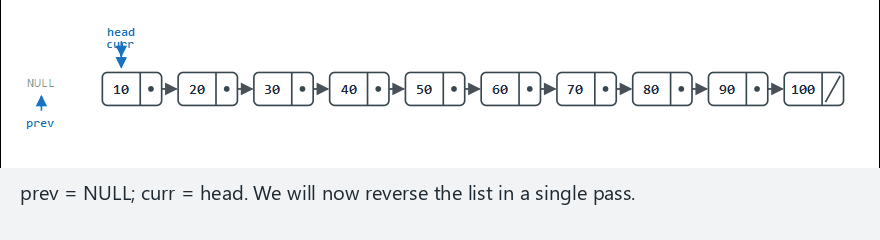 head
curr
NULL
10 20 30 40 50 60 70 80 90 100
prev
prev = NULL; curr = head. We will now reverse the list in a single pass.